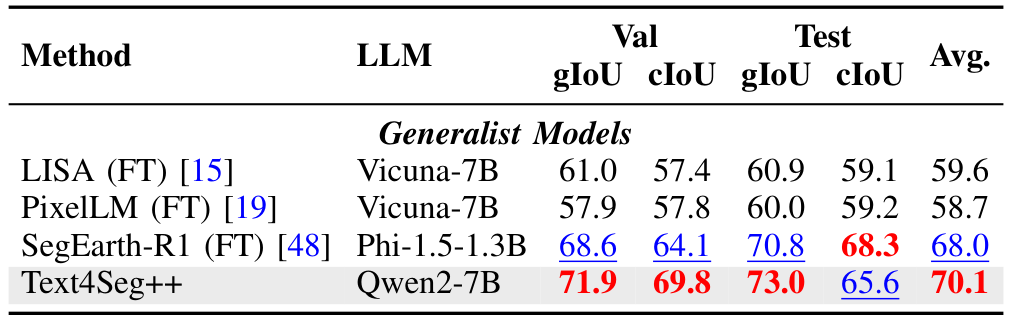 Method LLM Val Test Avg.
gIoU cIoU gIoU cIoU
Generalist Models
LISA (FT) [15] Vicuna-7B 61.0 57.4 60.9 59.1 59.6
PixelLM (FT) [19] Vicuna-7B 57.9 57.8 60.0 59.2 58.7
SegEarth-R1 (FT) [48] Phi-1.5-1.3B 68.6 64.1 70.8 68.3 68.0
Text4Seg++ Qwen2-7B 71.9 69.8 73.0 65.6 70.1